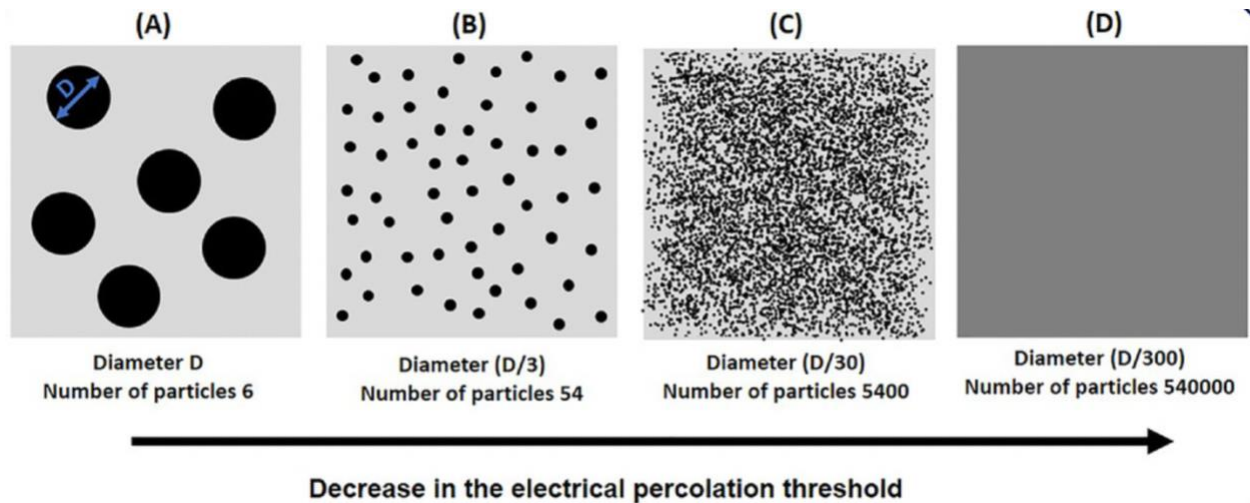 (A)
(B)
(C)
(D)
D
Diameter D
Number of particles 6
Diameter (D/3)
Number of particles 54
Diameter (D/30)
Number of particles 5400
Diameter (D/300)
Number of particles 540000
Decrease in the electrical percolation threshold